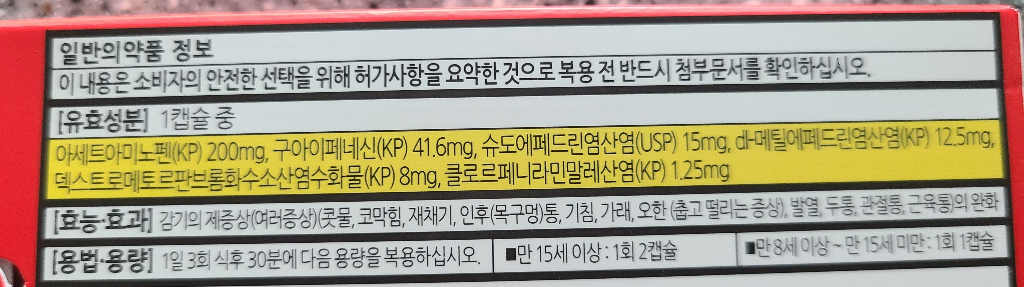 일반의약품 정보
이 내용은 소비자의 안전한 선택을 위해 허가사항을 요약한 것으로 복용 전 반드시 첨부문서를 확인하십시오.
[유효성분] 1캡슐 중
아세트아미노펜(KP) 200mg, 구아이페네신(KP) 41.6mg, 슈도에페드린염산염(USP) 15mg, dl-메틸에페드린염산염(KP) 12.5mg,
덱스트로메토르판브롬화수소산염수화물(KP) 8mg, 클로르페니라민말레산염(KP) 1.25mg
[효능·효과] 감기의 제증상(여러증상)(콧물, 코막힘, 재채기, 인후(목구멍)통, 기침, 가래, 오한 (춥고 떨리는 증상), 발열, 두통, 관절통, 근육통)의 완화
[용법·용량] 1일 3회 식후 30분에 다음 용량을 복용하십시오. ■만 15세 이상 : 1회 2캡슐 ■만 8세 이상 ~ 만 15세 미만 : 1회 1캡슐